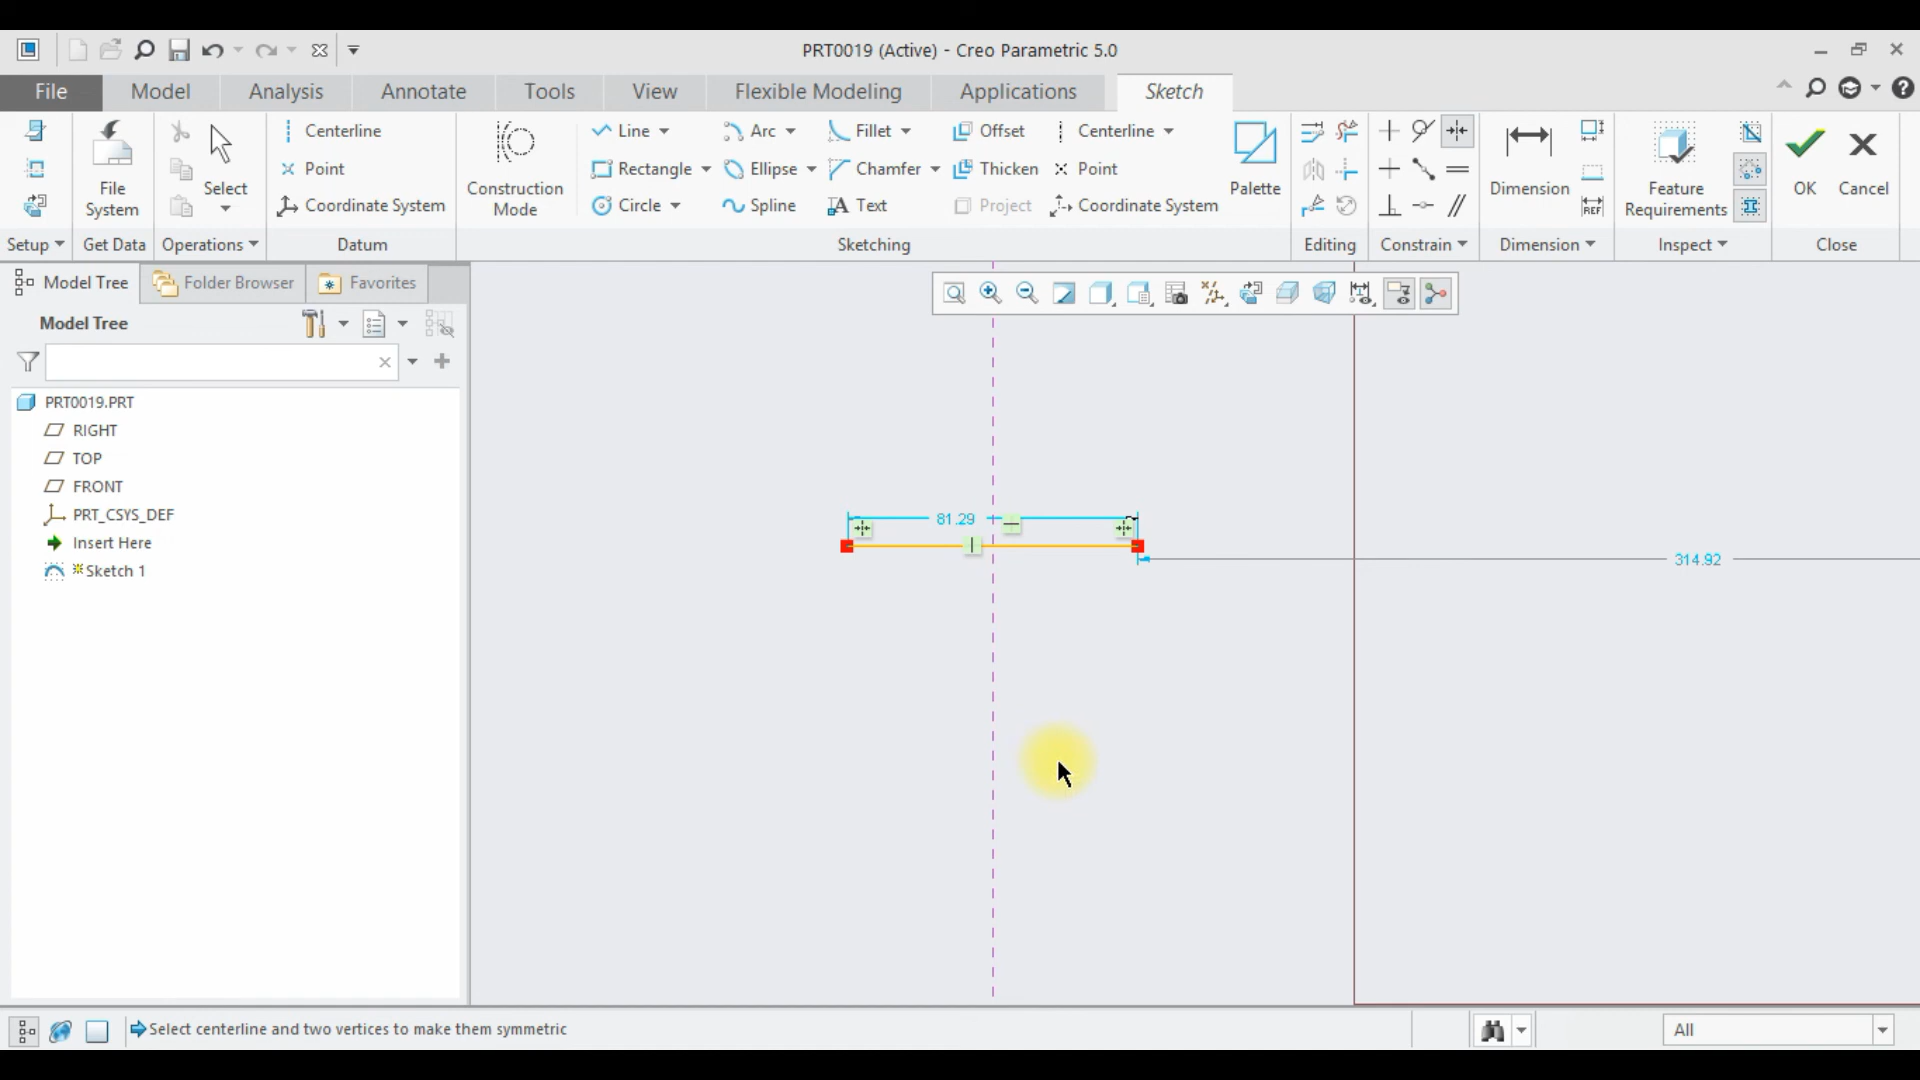 PRT0019 (Active) - Creo Parametric 5.0
File Model Analysis Annotate Tools View Flexible Modeling Applications Sketch
Centerline Line Arc Fillet Offset Centerline
Point Rectangle Ellipse Chamfer Thicken Point
File System Select Construction Mode Palette Dimension Feature Requirements OK Cancel
Coordinate System Circle Spline Text Project Coordinate System REF
Setup Get Data Operations Datum Sketching Editing Constrain Dimension Inspect Close
Model Tree Folder Browser Favorites
Model Tree
PRT0019.PRT
RIGHT
TOP
FRONT
PRT_CSYS_DEF
Insert Here
Sketch 1
81.29
314.92
Select centerline and two vertices to make them symmetric
All